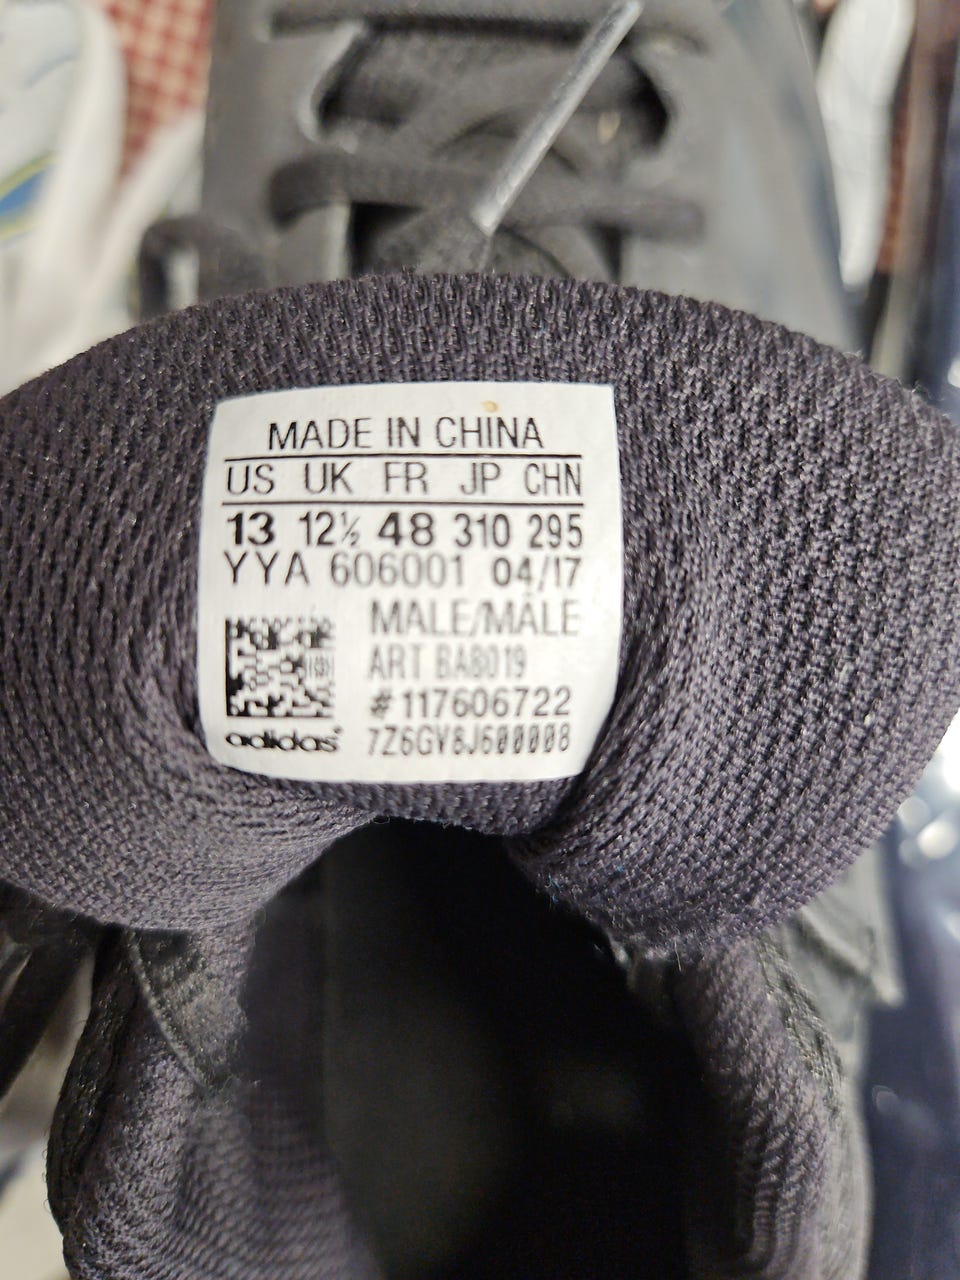 MADE IN CHINA
US UK FR JP CHN
13 12½ 48 310 295
YYA 606001 04/17
MALE/MÂLE
ART BA8019
#117606722
adidas® 7Z6GV8J600008